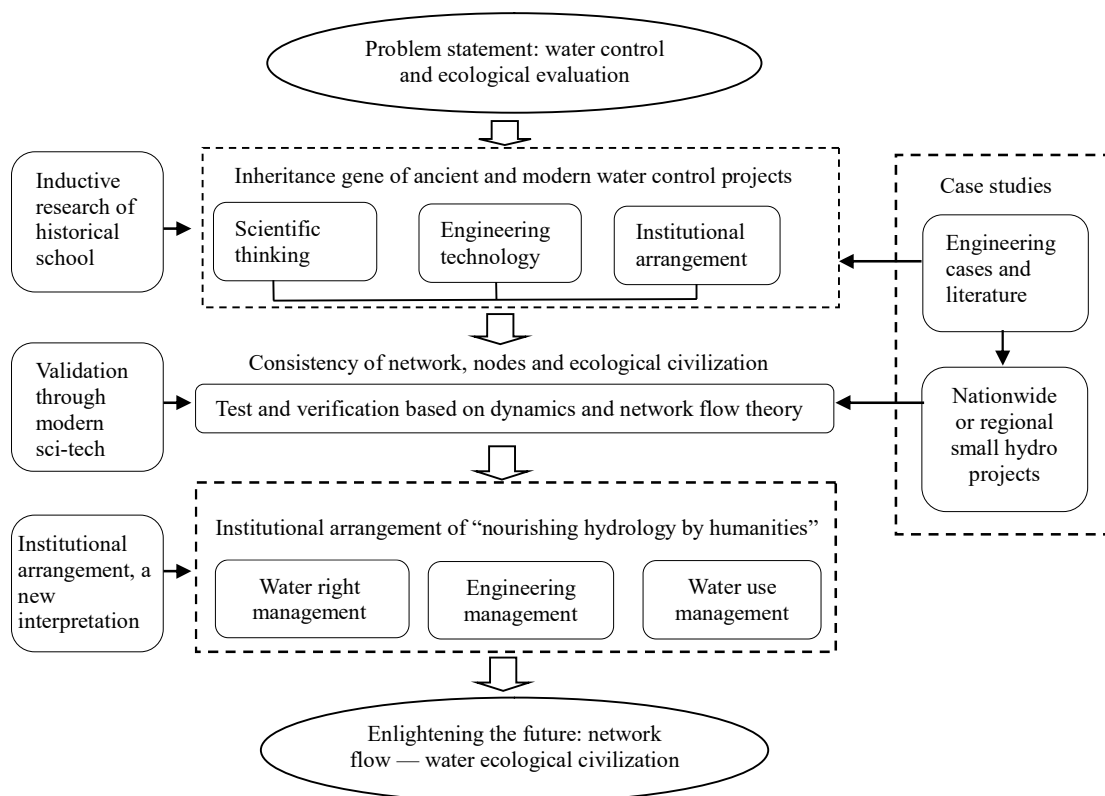 Problem statement: water control
and ecological evaluation
Inductive
research of
historical
school
Inheritance gene of ancient and modern water control projects
Scientific
thinking
Engineering
technology
Institutional
arrangement
Case studies
Engineering
cases and
literature
Nationwide
or regional
small hydro
projects
Validation
through
modern
sci-tech
Consistency of network, nodes and ecological civilization
Test and verification based on dynamics and network flow theory
Institutional
arrangement, a
new
interpretation
Institutional arrangement of “nourishing hydrology by humanities”
Water right
management
Engineering
management
Water use
management
Enlightening the future: network
flow — water ecological civilization